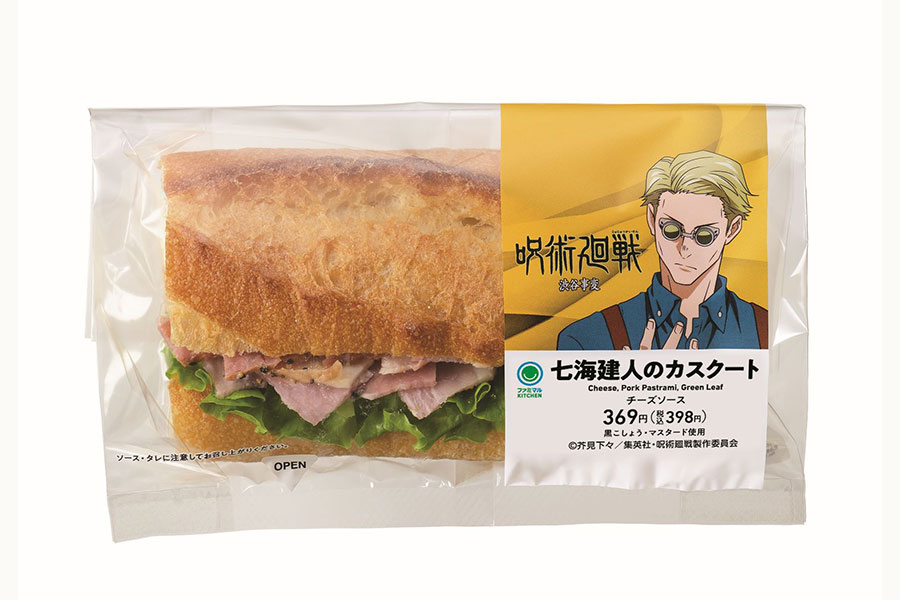 呪術廻戦
渋谷事変
ファミマル
KITCHEN
七海建人のカスクート
Cheese, Pork Pastrami, Green Leaf
チーズソース
369円(税込398円)
黒こしょう・マスタード使用
©芥見下々/集英社・呪術廻戦製作委員会
ソース・タレに注意してお召し上がりください。
OPEN